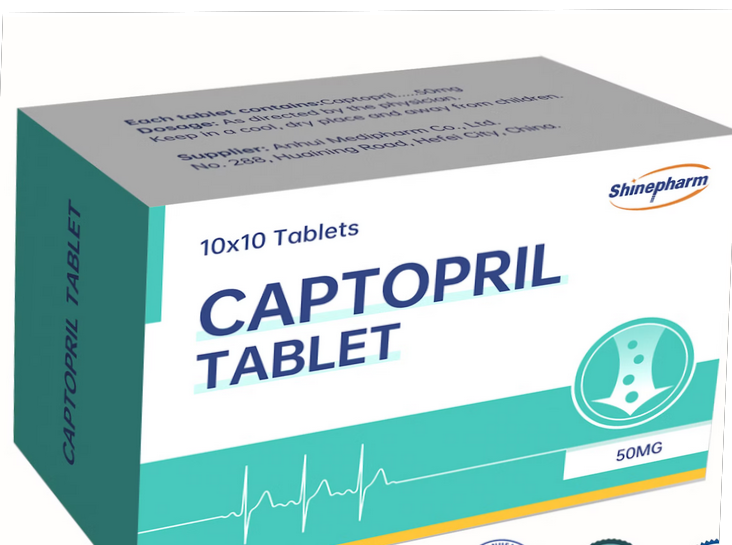 Each tablet contains:Captopril.....50mg
Dosage: As directed by the physician.
Keep in a cool, dry place and away from children.
Supplier: Anhui Medipharm Co., Ltd.
No. 288, Huaining Road, Hefei City, China.
Shinepharm
10x10 Tablets
CAPTOPRIL
TABLET
CAPTOPRIL TABLET
50MG